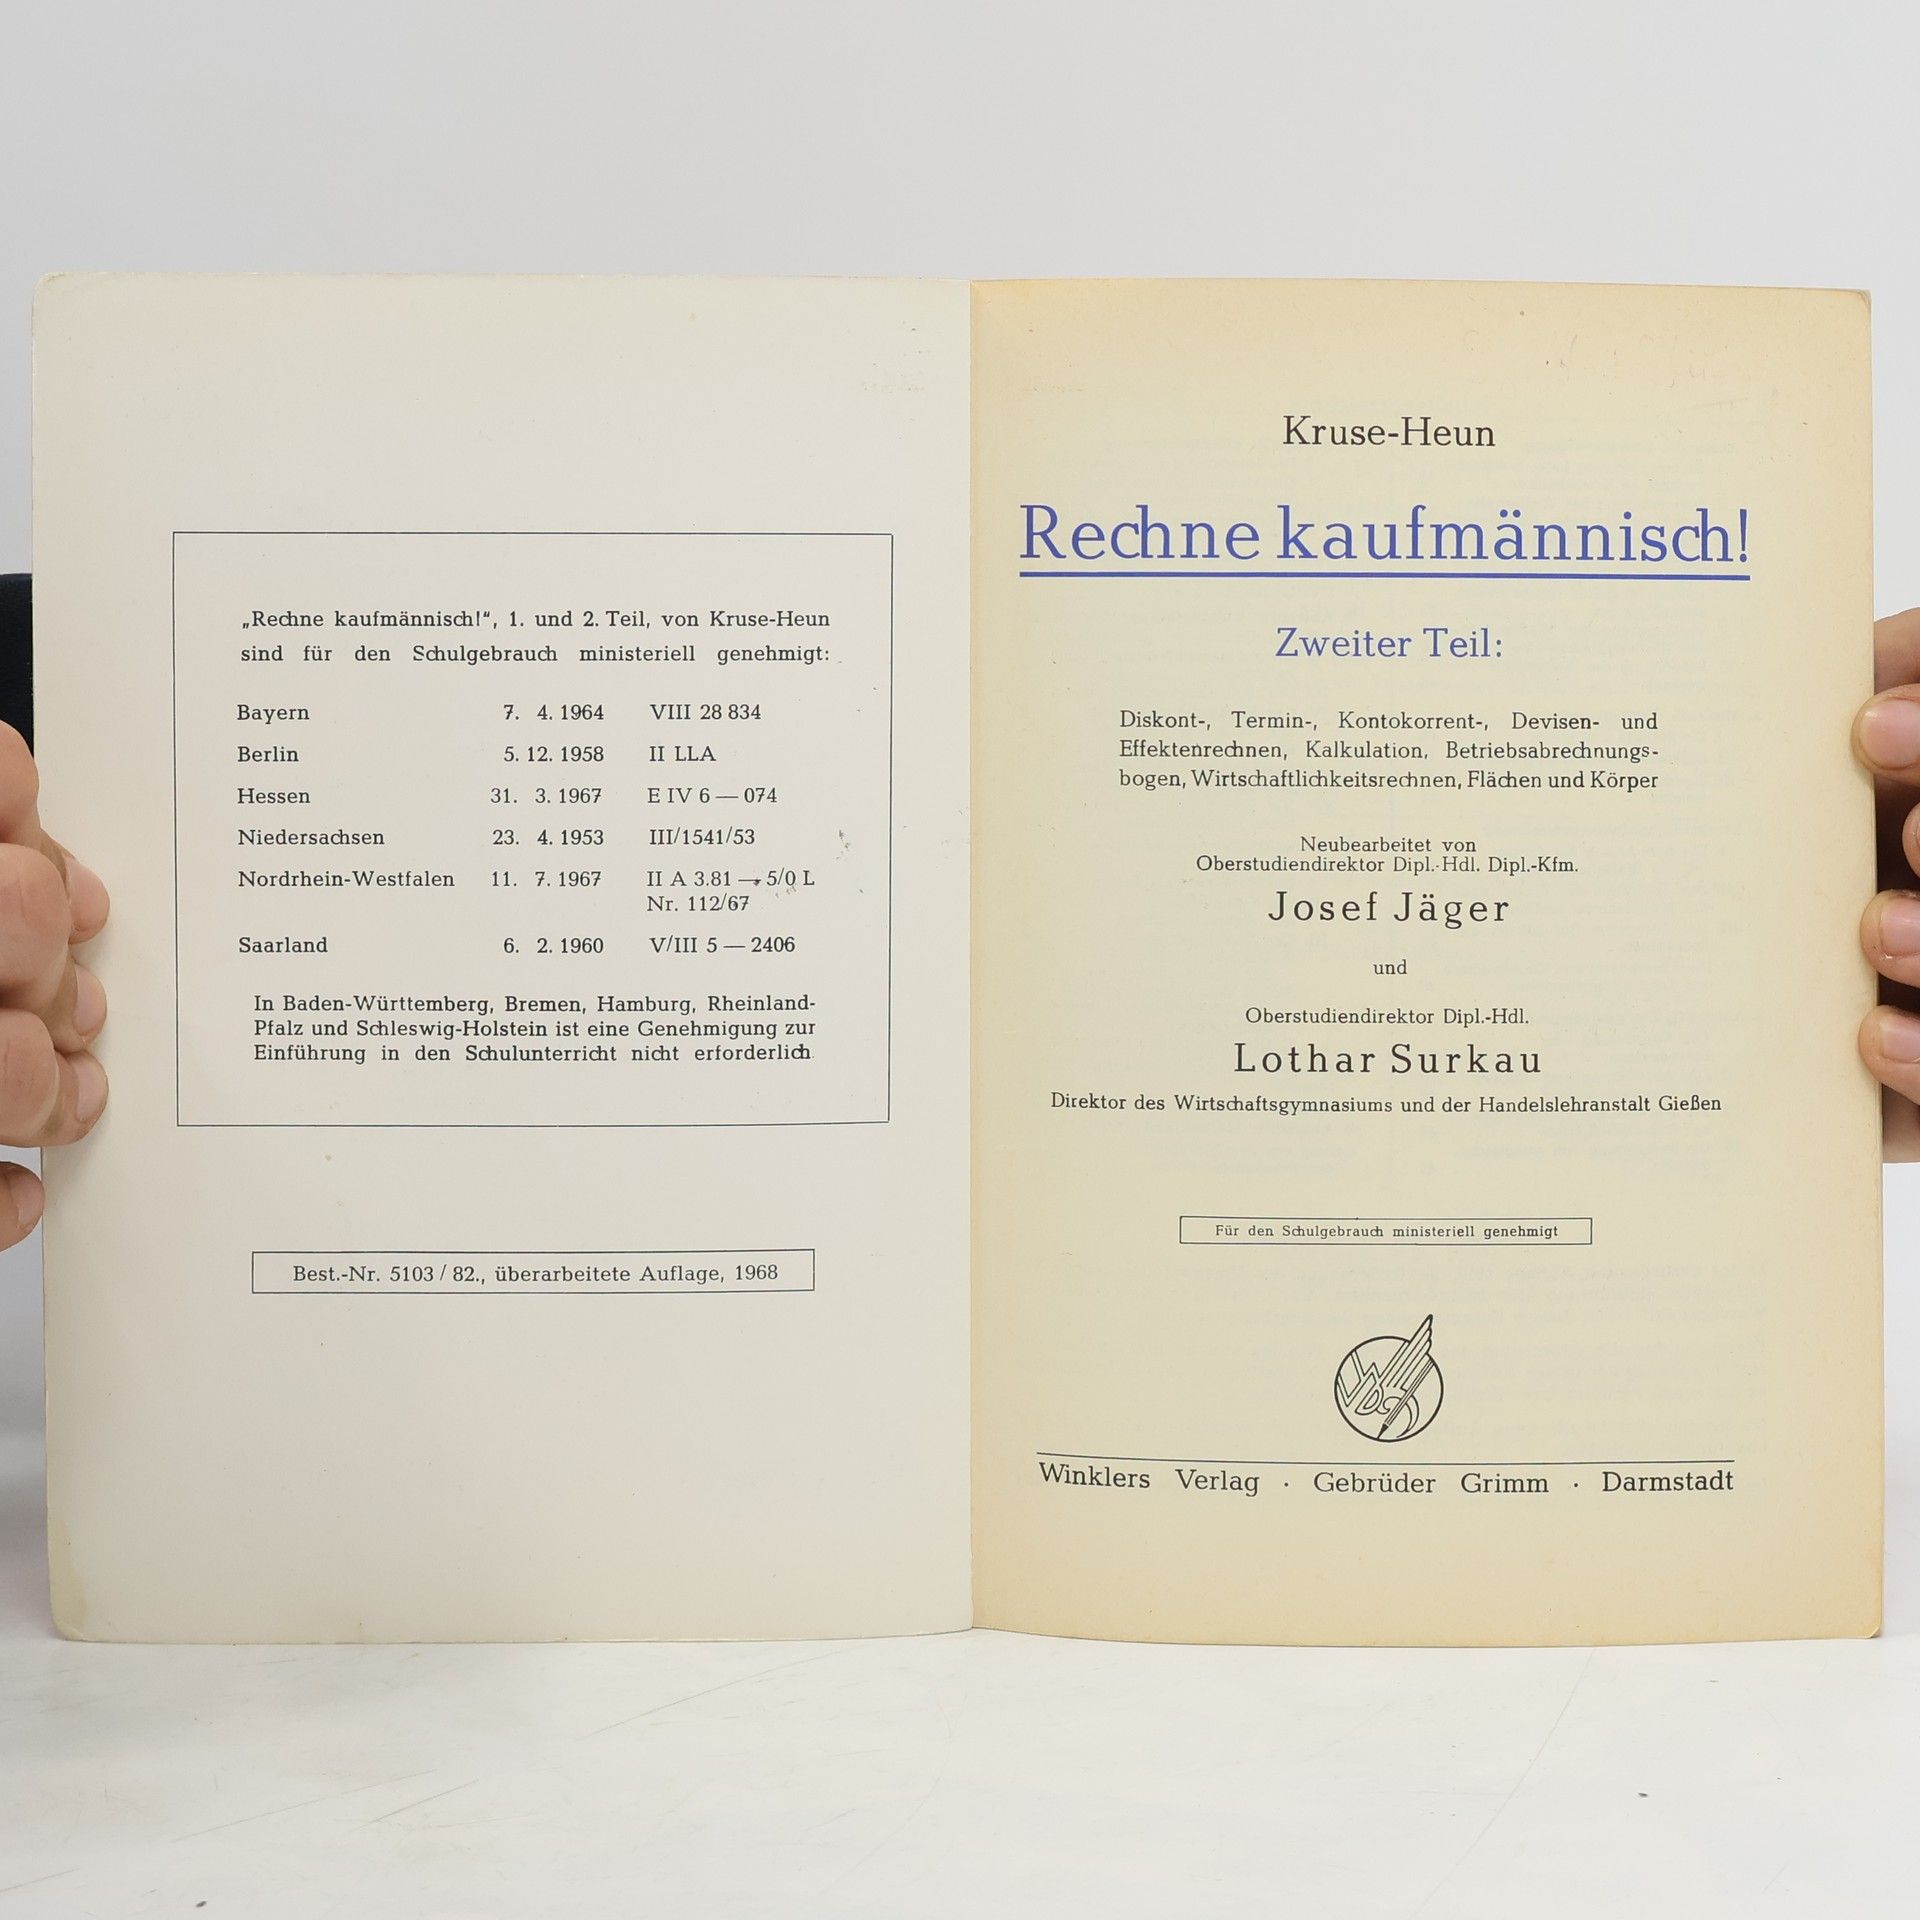 „Rechne kaufmännisch!“, 1. und 2. Teil, von Kruse-Heun
sind für den Schulgebrauch ministeriell genehmigt:
Bayern 7. 4. 1964 VIII 28 834
Berlin 5. 12. 1958 II LLA
Hessen 31. 3. 1967 E IV 6 — 074
Niedersachsen 23. 4. 1953 III/1541/53
Nordrhein-Westfalen 11. 7. 1967 II A 3.81 → 5/0 L
Nr. 112/67
Saarland 6. 2. 1960 V/III 5 — 2406
In Baden-Württemberg, Bremen, Hamburg, Rheinland-
Pfalz und Schleswig-Holstein ist eine Genehmigung zur
Einführung in den Schulunterricht nicht erforderlich.
Best.-Nr. 5103 / 82., überarbeitete Auflage, 1968
Kruse-Heun
Rechne kaufmännisch!
Zweiter Teil:
Diskont-, Termin-, Kontokorrent-, Devisen- und
Effektenrechnen, Kalkulation, Betriebsabrechnungs-
bogen, Wirtschaftlichkeitsrechnen, Flächen und Körper
Neubearbeitet von
Oberstudiendirektor Dipl.-Hdl. Dipl.-Kfm.
Josef Jäger
und
Oberstudiendirektor Dipl.-Hdl.
Lothar Surkau
Direktor des Wirtschaftsgymnasiums und der Handelslehranstalt Gießen
Für den Schulgebrauch ministeriell genehmigt
Winklers Verlag · Gebrüder Grimm · Darmstadt